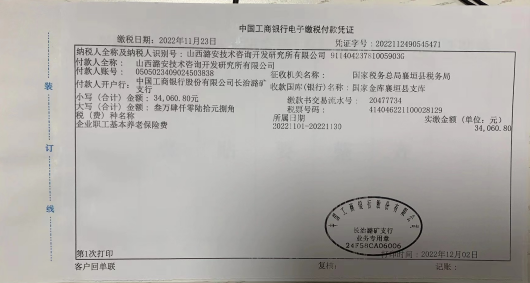 中国工商银行电子缴税付款凭证
缴税日期：2022年11月23日 凭证字号：2022112490545471
纳税人全称及纳税人识别号：山西潞安技术咨询开发研究所有限公司 91140423781005903G
付款人全称：山西潞安技术咨询开发研究所有限公司
付款人账号：0505023409024503838 征收机关名称：国家税务总局襄垣县税务局
付款人开户行：中国工商银行股份有限公司长治潞矿支行 收款国库(银行)名称：国家金库襄垣县支库
小写（合计）金额：34,060.80元 缴款书交易流水号：20477734
大写（合计）金额：叁万肆仟零陆拾元捌角 税票号码：414046221100028129
税（费）种名称 所属日期 实缴金额（单位：元）
企业职工基本养老保险费 20221101-20221130 34,060.80
装
订
线
中国工商银行股份有限公司
长治潞矿支行
业务专用章
24F58CA06006
第1次打印 打印时间：2022年12月02日
客户回单联 复核： 记账：